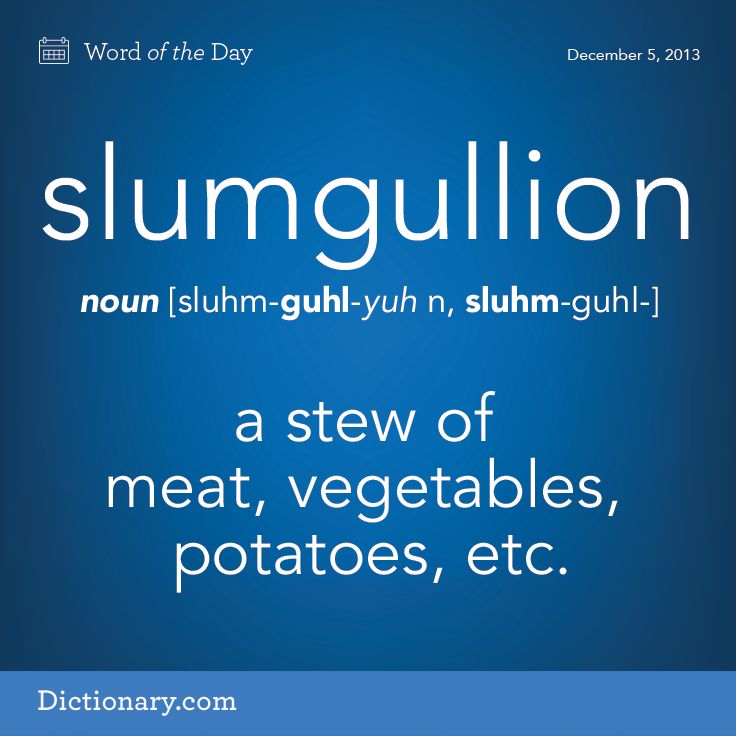 Word of the Day
December 5, 2013
slumgullion
noun [sluhm-guhl-yuh n, sluhm-guhl-]
a stew of
meat, vegetables,
potatoes, etc.
Dictionary.com